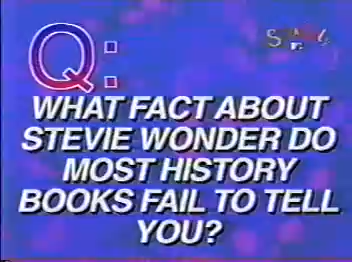 Q:
WHAT FACT ABOUT
STEVIE WONDER DO
MOST HISTORY
BOOKS FAIL TO TELL
YOU?